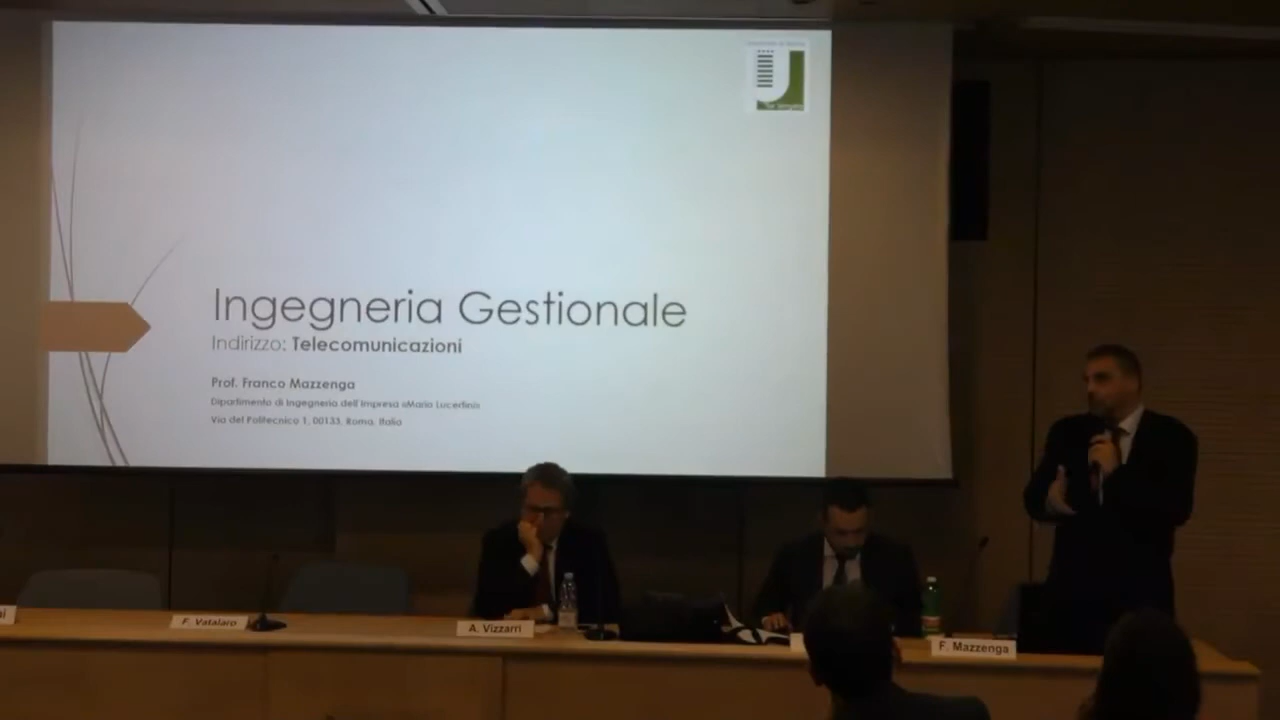 Ingegneria Gestionale
Indirizzo: Telecomunicazioni
Prof. Franco Mazzenga
Dipartimento di Ingegneria dell'Impresa «Mario Lucertini»
Via del Politecnico 1, 00133, Roma, Italia
F. Vatalaro
A. Vizzarri
F. Mazzenga